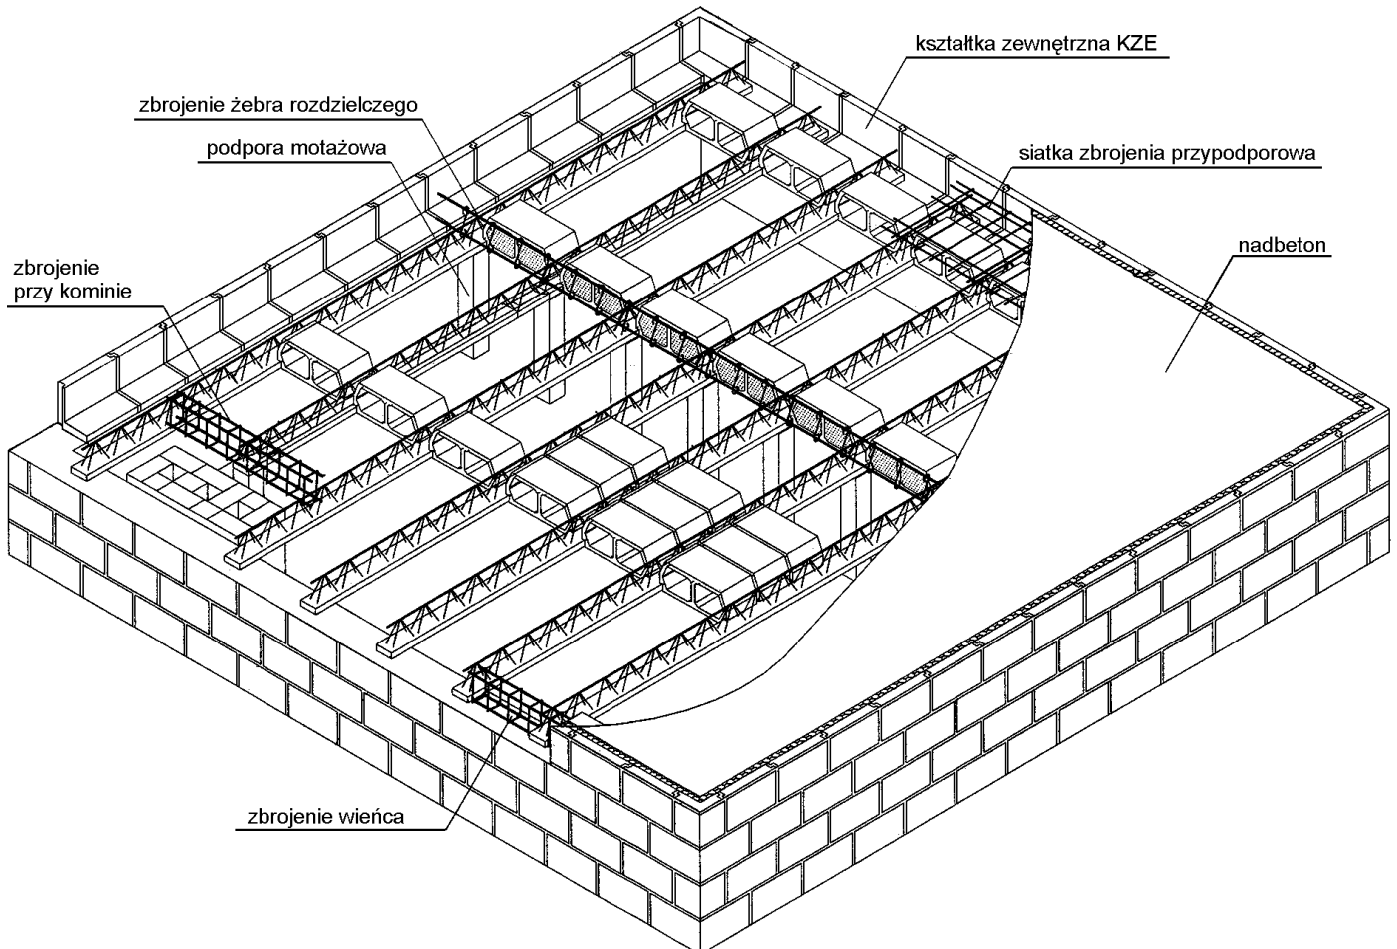 kształtka zewnętrzna KZE
zbrojenie żebra rozdzielczego
podpora motażowa
siatka zbrojenia przypodporowa
nadbeton
zbrojenie
przy kominie
zbrojenie wieńca